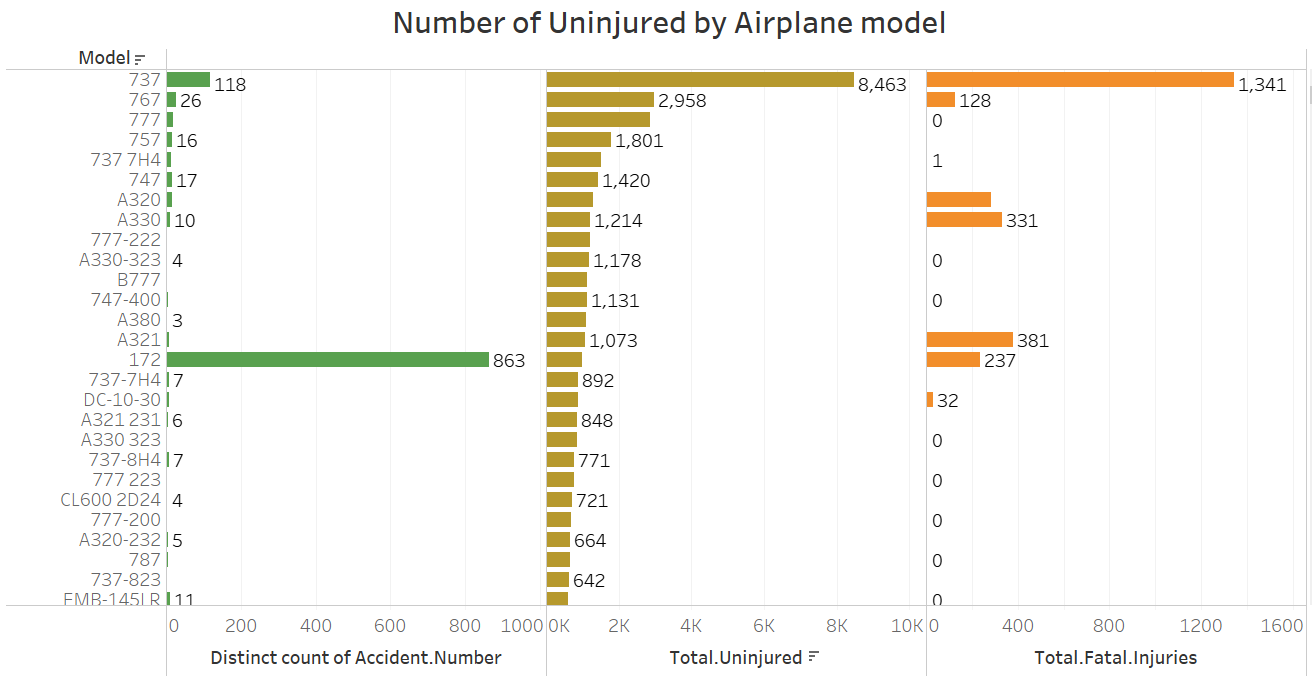 Number of Uninjured by Airplane model
Model
737 118 8,463 1,341
767 26 2,958 128
777 0
757 16 1,801
737 7H4 1
747 17 1,420
A320
A330 10 1,214 331
777-222
A330-323 4 1,178 0
B777
747-400 1,131 0
A380 3
A321 1,073 381
172 863 237
737-7H4 7 892
DC-10-30 32
A321 231 6 848
A330 323 0
737-8H4 7 771
777 223 0
CL600 2D24 4 721
777-200 0
A320-232 5 664
787 0
737-823 642
EMB-145LR 11 0
0 200 400 600 800 1000 0K 2K 4K 6K 8K 10K 0 400 800 1200 1600
Distinct count of Accident.Number Total.Uninjured Total.Fatal.Injuries